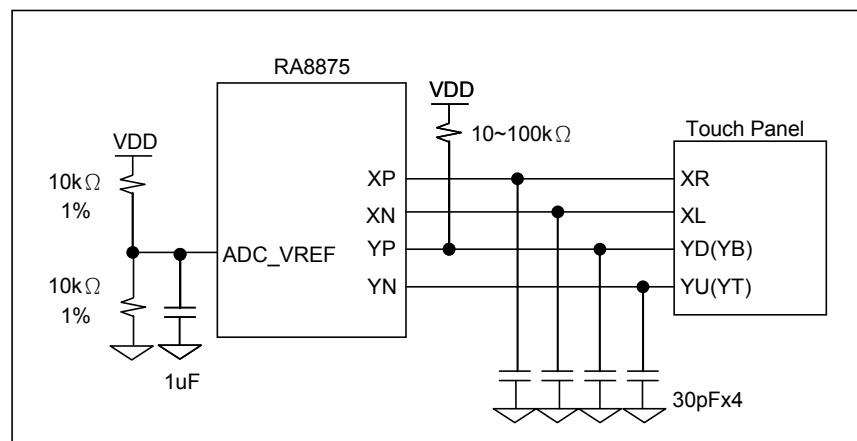 RA8875
VDD
10~100kΩ
Touch Panel
VDD
10kΩ
1%
XP
XR
XN
XL
ADC_VREF
YP
YD(YB)
10kΩ
1%
YN
YU(YT)
1uF
30pFx4